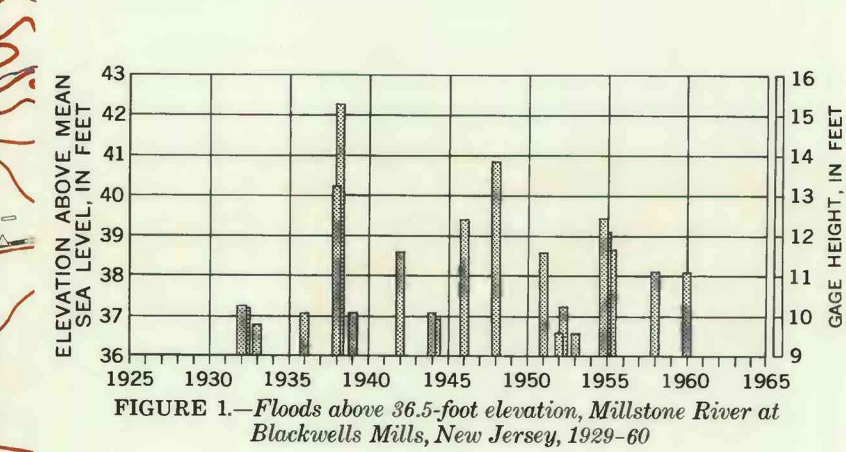 ELEVATION ABOVE MEAN
SEA LEVEL, IN FEET
43
42
41
40
39
38
37
36
16
15
14
13
12
11
10
9
GAGE HEIGHT, IN FEET
1925 1930 1935 1940 1945 1950 1955 1960 1965
FIGURE 1.—Floods above 36.5-foot elevation, Millstone River at
Blackwells Mills, New Jersey, 1929–60